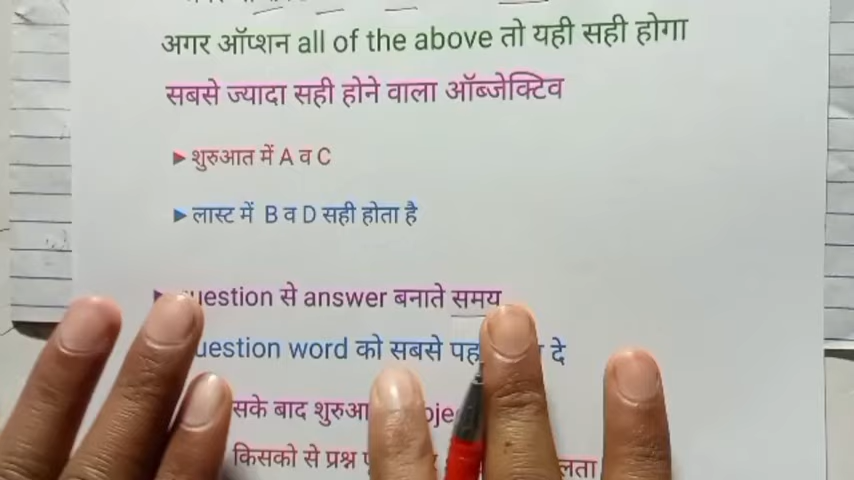 अगर ऑप्शन all of the above तो यही सही होगा
सबसे ज्यादा सही होने वाला ऑब्जेक्टिव
▶ शुरुआत में A व C
▶ लास्ट में B व D सही होता है
से answer बनाते समय
word को सबसे दे
बाद
किसको से प्रश्न